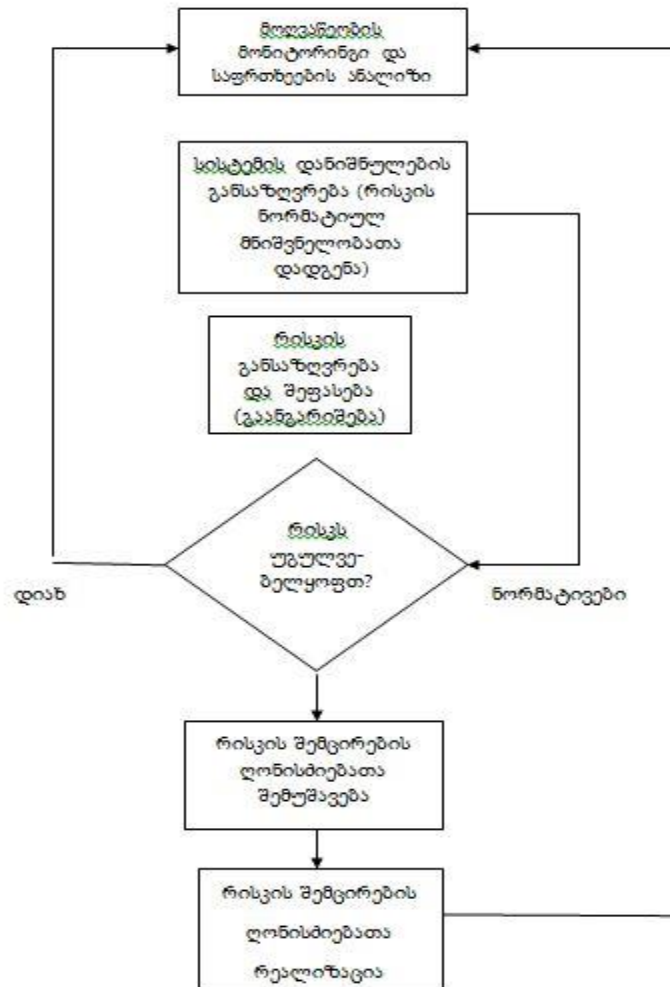 მოღვაწეობის
მონიტორინგი და
საფრთხეების ანალიზი
სისტემის დანიშნულების
განსაზღვრება (რისკის
ნორმატიულ
მნიშვნელობათა
დადგენა)
რისკის
განსაზღვრება
და შეფასება
(გაანგარიშება)
რისკს
უგულვე-
ბელყოფთ?
დიახ
ნორმატივები
რისკის შემცირების
ღონისძიებათა
შემუშავება
რისკის შემცირების
ღონისძიებათა
რეალიზაცია